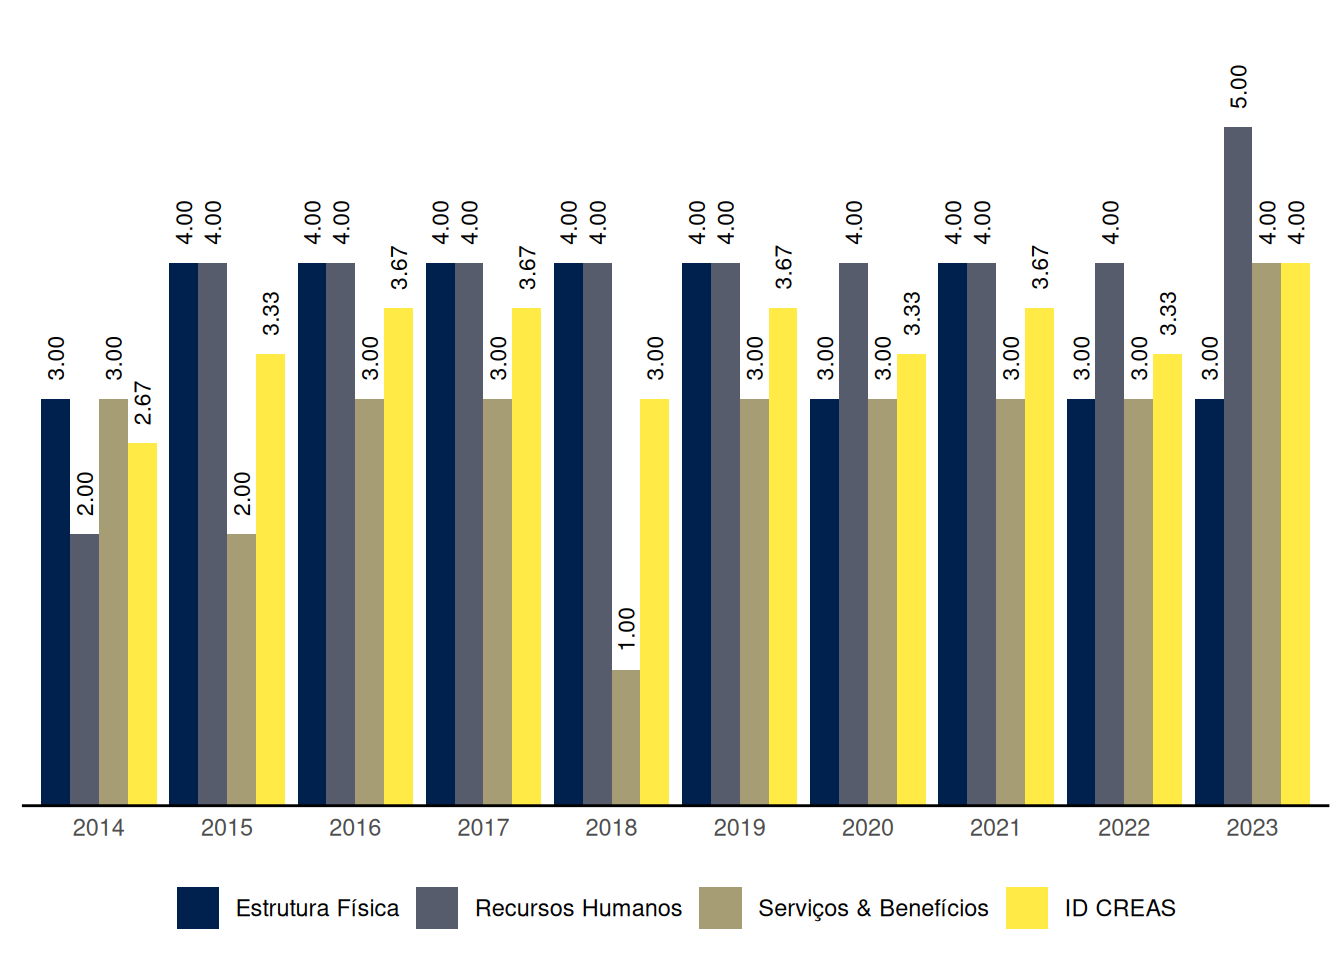 5.00
4.00 4.00 4.00 4.00 4.00 4.00 4.00 4.00 4.00 4.00 4.00 4.00 4.00 4.00 4.00 4.00
3.67 3.67 3.67 3.67
3.33 3.33 3.33
3.00 3.00 3.00 3.00 3.00 3.00 3.00 3.00 3.00 3.00 3.00 3.00
2.67
2.00 2.00
1.00
2014 2015 2016 2017 2018 2019 2020 2021 2022 2023
Estrutura Física Recursos Humanos Serviços & Benefícios ID CREAS